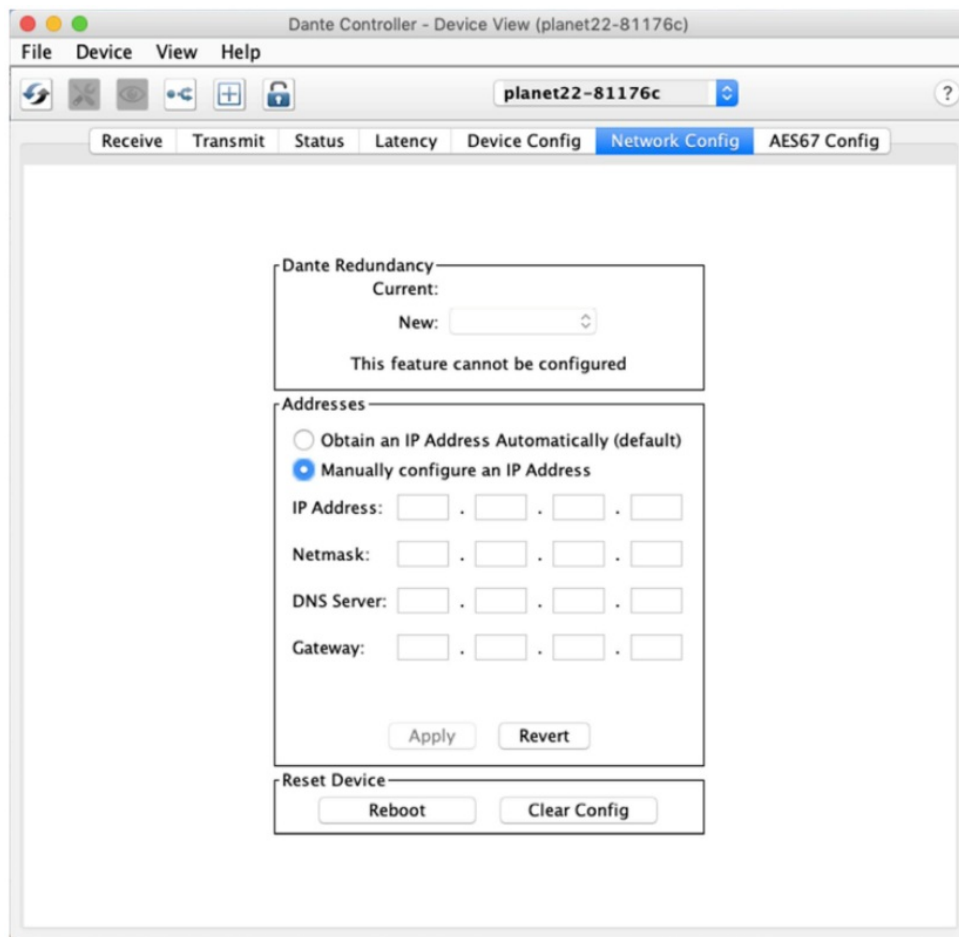 Dante Controller - Device View (planet22-81176c)
File Device View Help
planet22-81176c
?
Receive Transmit Status Latency Device Config Network Config AES67 Config
Dante Redundancy
Current:
New:
This feature cannot be configured
Addresses
Obtain an IP Address Automatically (default)
Manually configure an IP Address
IP Address: . . .
Netmask: . . .
DNS Server: . . .
Gateway: . . .
Apply Revert
Reset Device
Reboot Clear Config